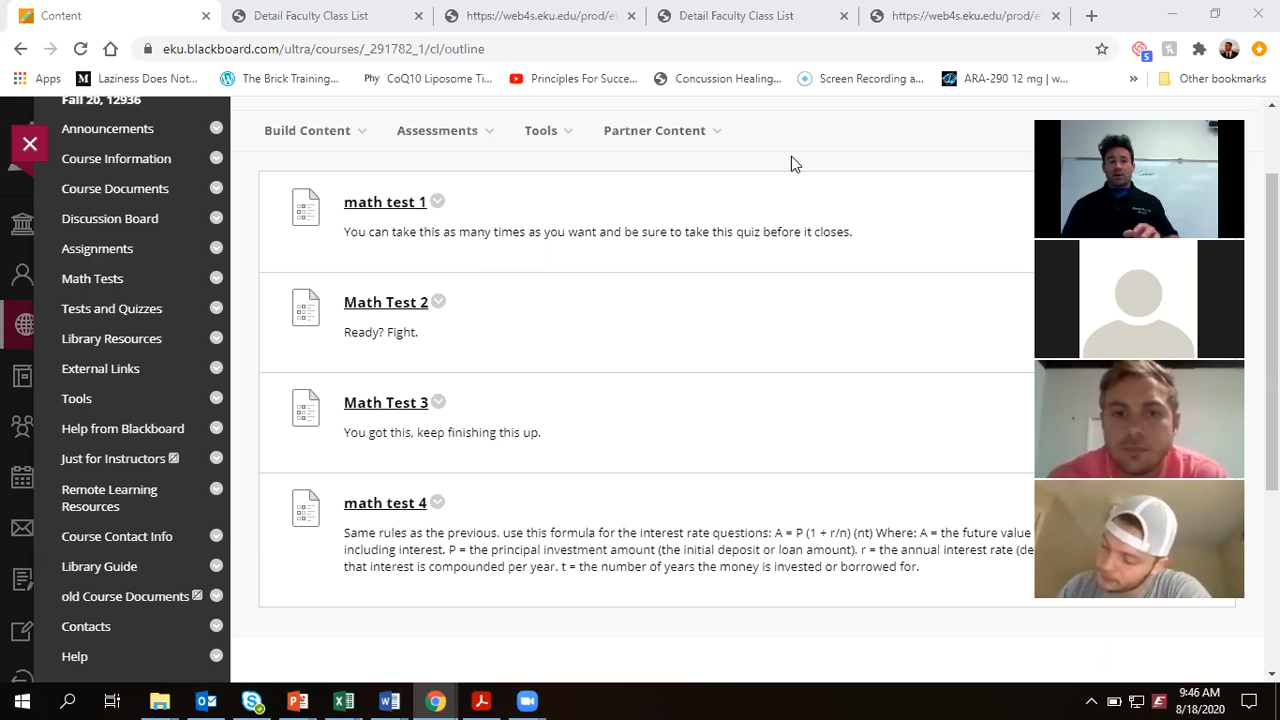 Content
Detail Faculty Class List
https://web4s.eku.edu/prod/el
Detail Faculty Class List
https://web4s.eku.edu/prod/e
eku.blackboard.com/ultra/courses/_291782_1/cl/outline
5
Apps
Laziness Does Not...
The Brick Training...
Phy
CoQ10 Liposome Ti...
Principles For Succe...
Concussion Healing...
Screen Recording a...
ARA-290 12 mg | w...
»
Other bookmarks
Fall 20, 12936
Announcements
Course Information
Course Documents
Discussion Board
Assignments
Math Tests
Tests and Quizzes
Library Resources
External Links
Tools
Help from Blackboard
Just for Instructors
Remote Learning
Resources
Course Contact Info
Library Guide
old Course Documents
Contacts
Help
Build Content
Assessments
Tools
Partner Content
math test 1
You can take this as many times as you want and be sure to take this quiz before it closes.
Math Test 2
Ready? Fight.
Math Test 3
You got this, keep finishing this up.
math test 4
Same rules as the previous. use this formula for the interest rate questions: A = P (1 + r/n) (nt) Where: A = the future value
including interest. P = the principal investment amount (the initial deposit or loan amount). r = the annual interest rate (de
that interest is compounded per year. t = the number of years the money is invested or borrowed for.
9:46 AM
8/18/2020